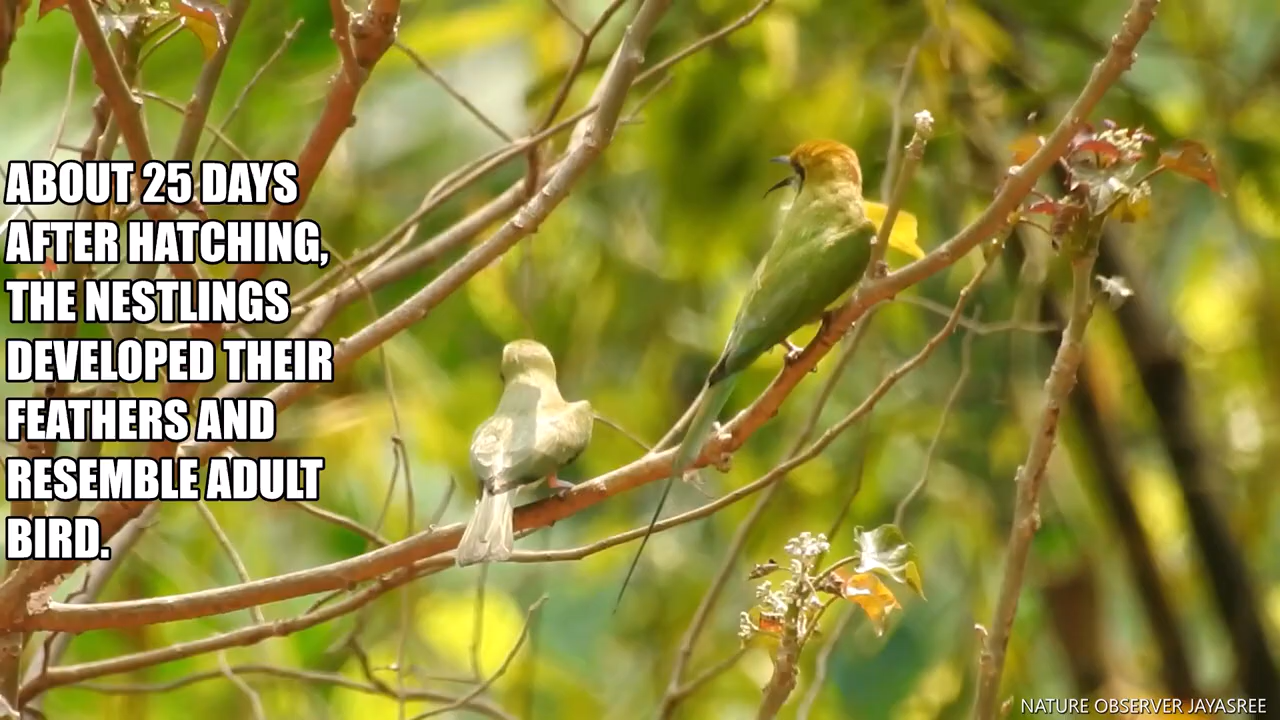 ABOUT 25 DAYS
AFTER HATCHING,
THE NESTLINGS
DEVELOPED THEIR
FEATHERS AND
RESEMBLE ADULT
BIRD.
NATURE OBSERVER JAYASREE